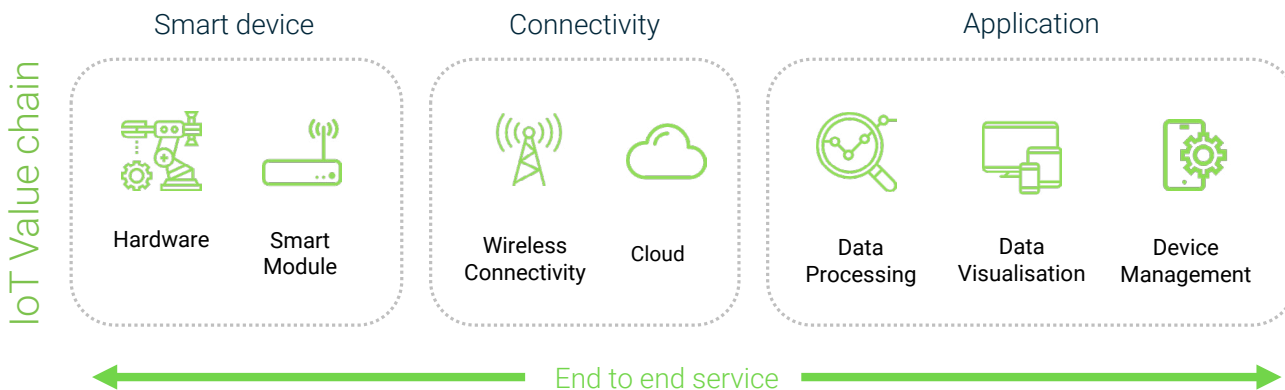 Smart device
Connectivity
Application
IoT Value chain
Hardware
Smart
Module
Wireless
Connectivity
Cloud
Data
Processing
Data
Visualisation
Device
Management
End to end service